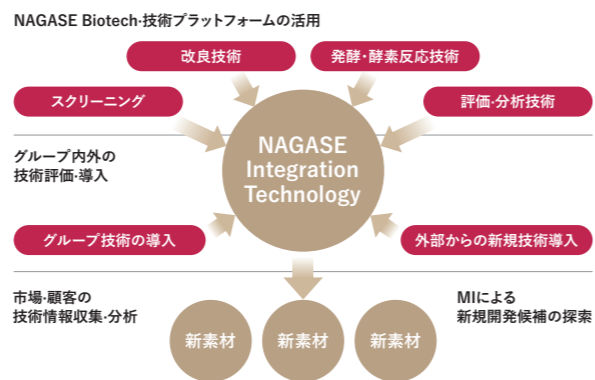 NAGASE Biotech·技術プラットフォームの活用
改良技術
発酵·酵素反応技術
スクリーニング
評価·分析技術
NAGASE
Integration
Technology
グループ内外の
技術評価·導入
グループ技術の導入
外部からの新規技術導入
市場·顧客の
技術情報収集·分析
MIによる
新規開発候補の探索
新素材
新素材
新素材